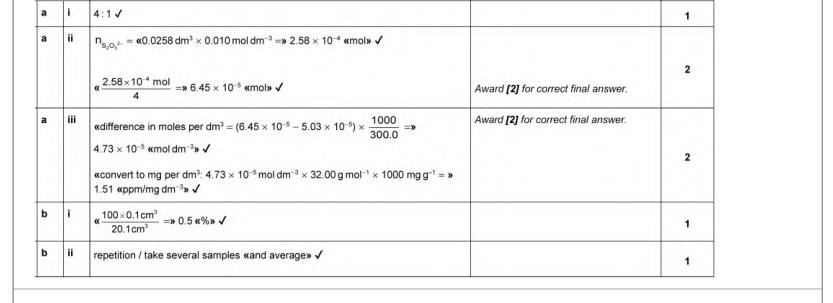 a i 4 : 1 ✓ 1
a ii n_{S₂O₃²⁻} = «0.0258 dm³ × 0.010 mol dm⁻³ =» 2.58 × 10⁻⁴ «mol» ✓
«\frac{2.58 × 10⁻⁴ mol}{4} =» 6.45 × 10⁻⁵ «mol» ✓ Award [2] for correct final answer. 2
a iii «difference in moles per dm³ = (6.45 × 10⁻⁵ − 5.03 × 10⁻⁵) × \frac{1000}{300.0} =» Award [2] for correct final answer.
4.73 × 10⁻⁵ «mol dm⁻³» ✓
2
«convert to mg per dm³: 4.73 × 10⁻⁵ mol dm⁻³ × 32.00 g mol⁻¹ × 1000 mg g⁻¹ = »
1.51 «ppm/mg dm⁻³» ✓
b i «\frac{100 × 0.1 cm³}{20.1 cm³} =» 0.5 «%» ✓ 1
b ii repetition / take several samples «and average» ✓ 1